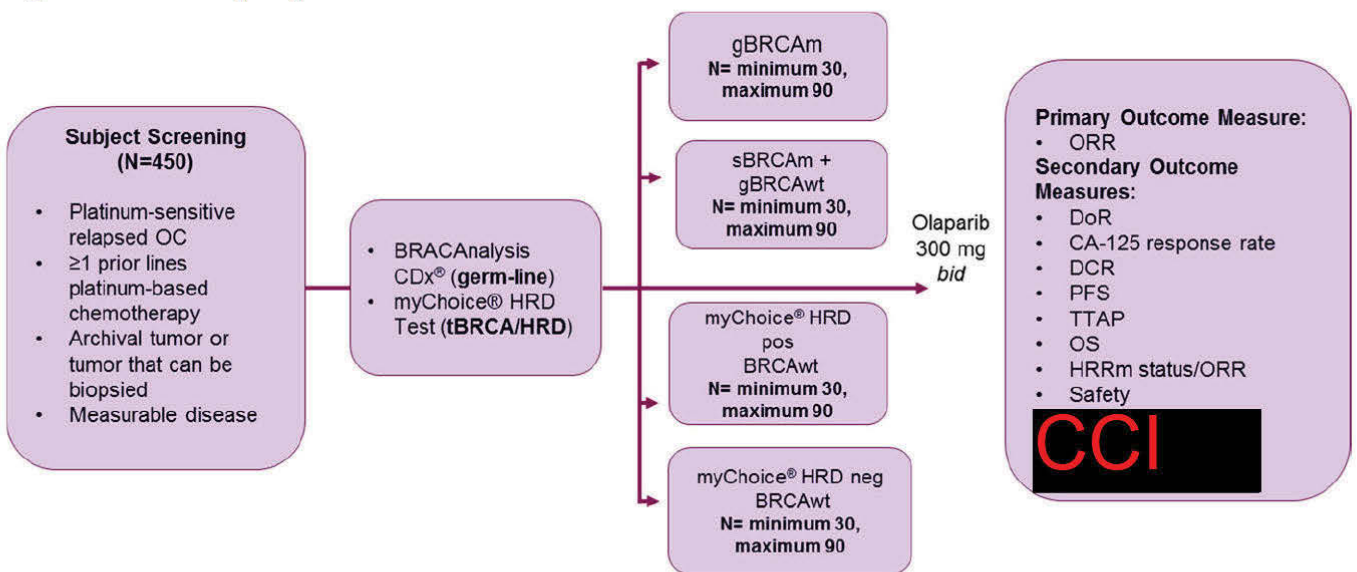 Subject Screening
(N=450)
• Platinum-sensitive
relapsed OC
• ≥1 prior lines
platinum-based
chemotherapy
• Archival tumor or
tumor that can be
biopsied
• Measurable disease
• BRACAnalysis
CDx® (germ-line)
• myChoice® HRD
Test (tBRCA/HRD)
gBRCAm
N= minimum 30,
maximum 90
sBRCAm +
gBRCAwt
N= minimum 30,
maximum 90
myChoice® HRD
pos
BRCAwt
N= minimum 30,
maximum 90
myChoice® HRD neg
BRCAwt
N= minimum 30,
maximum 90
Olaparib
300 mg
bid
Primary Outcome Measure:
• ORR
Secondary Outcome
Measures:
• DoR
• CA-125 response rate
• DCR
• PFS
• TTAP
• OS
• HRRm status/ORR
• Safety
CCI